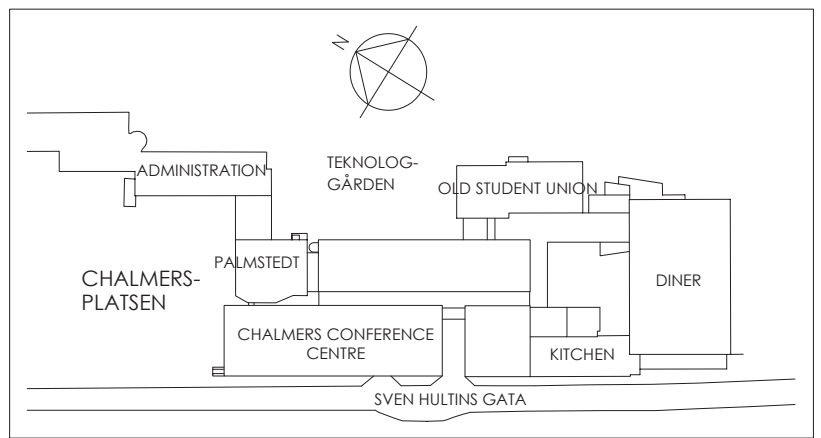 N
TEKNOLOG-
GÅRDEN
ADMINISTRATION
OLD STUDENT UNION
PALMSTEDT
CHALMERS-
PLATSEN
DINER
CHALMERS CONFERENCE
CENTRE
KITCHEN
SVEN HULTINS GATA